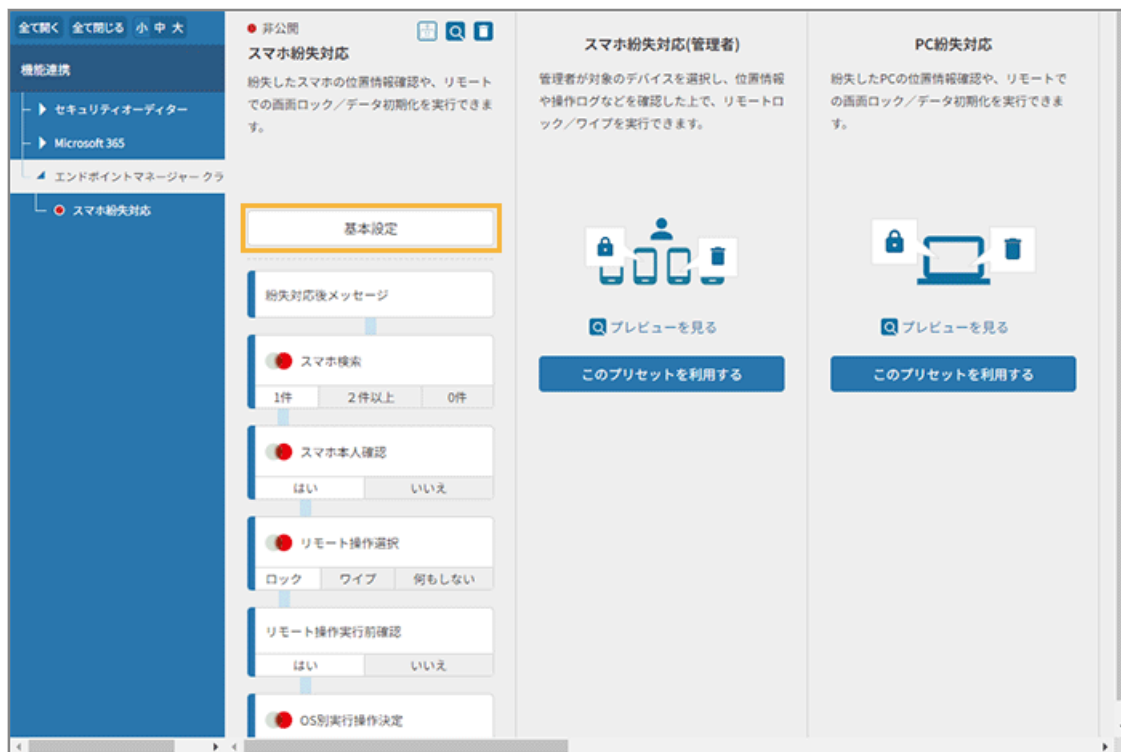 全て開く 全て閉じる 小 中 大
機能連携
セキュリティオーディター
Microsoft 365
エンドポイントマネージャー クラ
スマホ紛失対応
非公開
スマホ紛失対応
紛失したスマホの位置情報確認や、リモート
での画面ロック／データ初期化を実行できま
す。
基本設定
紛失対応後メッセージ
スマホ検索
1件 2件以上 0件
スマホ本人確認
はい いいえ
リモート操作選択
ロック ワイプ 何もしない
リモート操作実行前確認
はい いいえ
OS別実行操作決定
スマホ紛失対応(管理者)
管理者が対象のデバイスを選択し、位置情報
や操作ログなどを確認した上で、リモートロ
ック／ワイプを実行できます。
プレビューを見る
このプリセットを利用する
PC紛失対応
紛失したPCの位置情報確認や、リモートで
の画面ロック／データ初期化を実行できま
す。
プレビューを見る
このプリセットを利用する